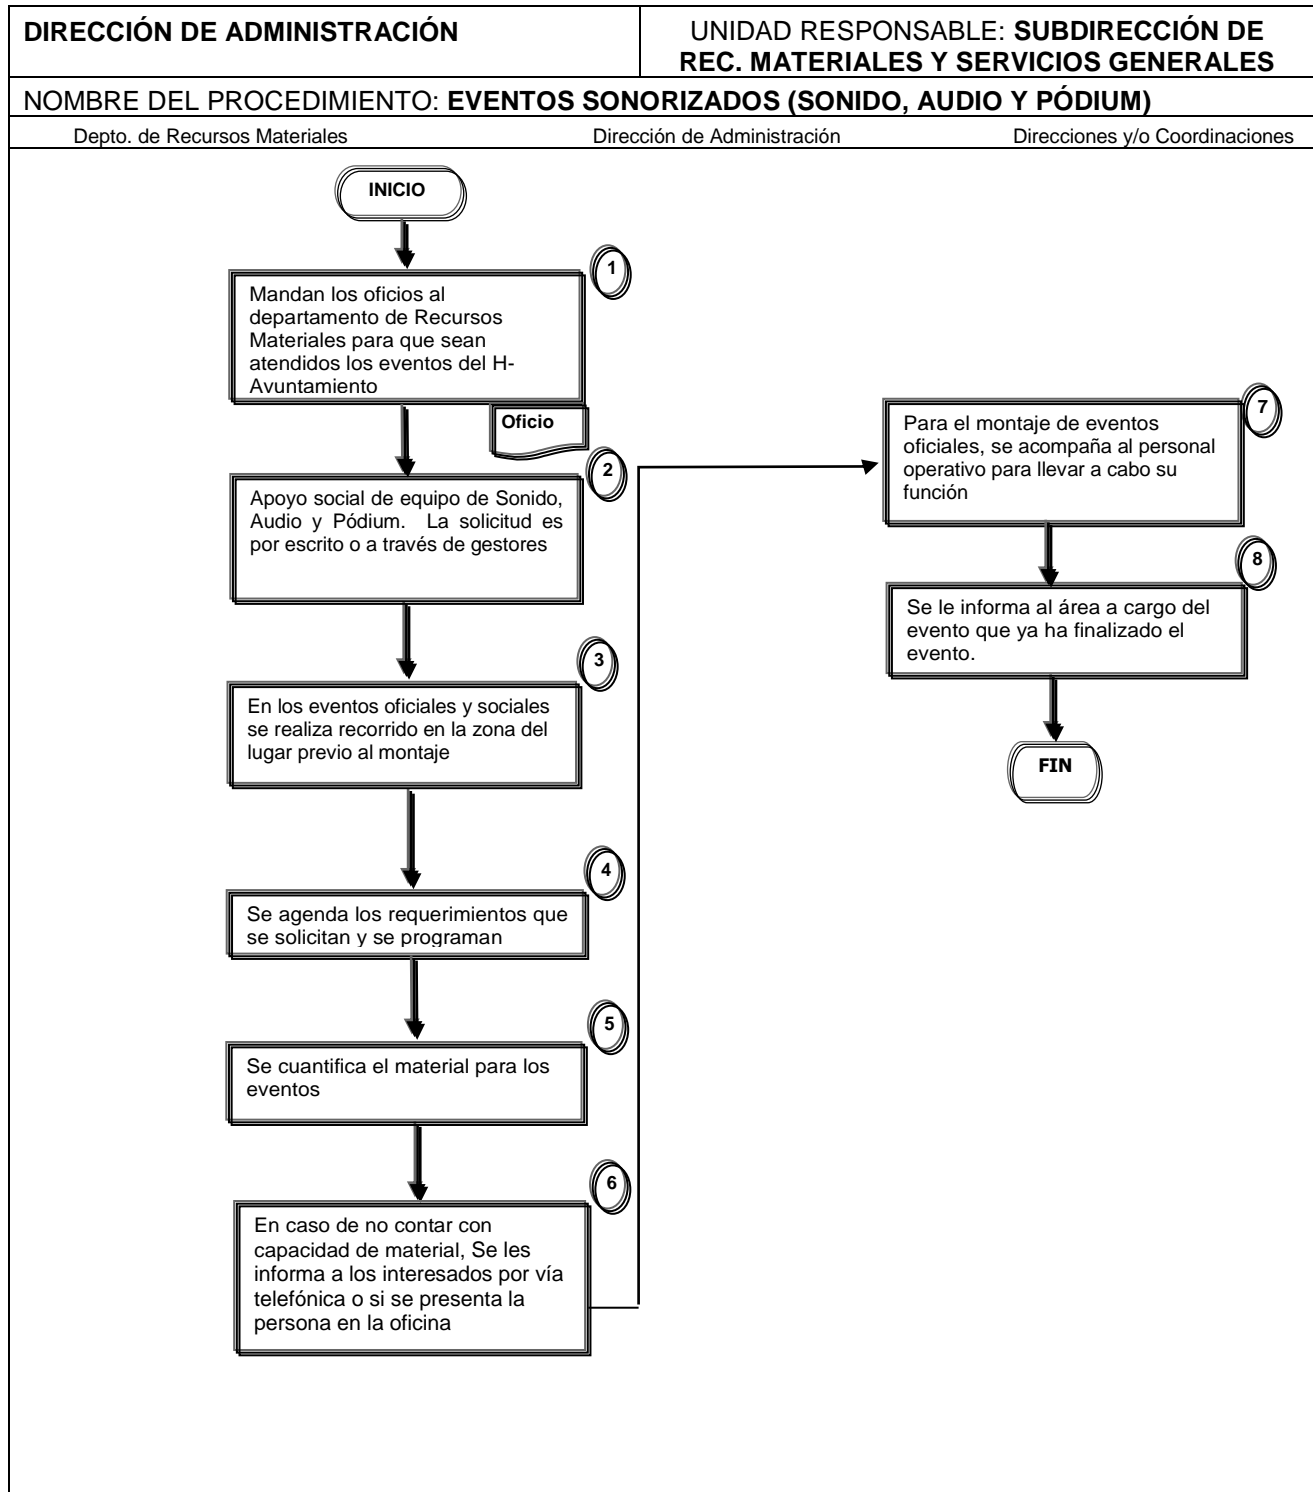 DIRECCIÓN DE ADMINISTRACIÓN
UNIDAD RESPONSABLE: SUBDIRECCIÓN DE
REC. MATERIALES Y SERVICIOS GENERALES
NOMBRE DEL PROCEDIMIENTO: EVENTOS SONORIZADOS (SONIDO, AUDIO Y PÓDIUM)
Depto. de Recursos Materiales
Dirección de Administración
Direcciones y/o Coordinaciones
INICIO
1
Mandan los oficios al
departamento de Recursos
Materiales para que sean
atendidos los eventos del H-
Ayuntamiento
Oficio
2
Apoyo social de equipo de Sonido,
Audio y Pódium. La solicitud es
por escrito o a través de gestores
3
En los eventos oficiales y sociales
se realiza recorrido en la zona del
lugar previo al montaje
4
Se agenda los requerimientos que
se solicitan y se programan
5
Se cuantifica el material para los
eventos
6
En caso de no contar con
capacidad de material, Se les
informa a los interesados por vía
telefónica o si se presenta la
persona en la oficina
7
Para el montaje de eventos
oficiales, se acompaña al personal
operativo para llevar a cabo su
función
8
Se le informa al área a cargo del
evento que ya ha finalizado el
evento.
FIN